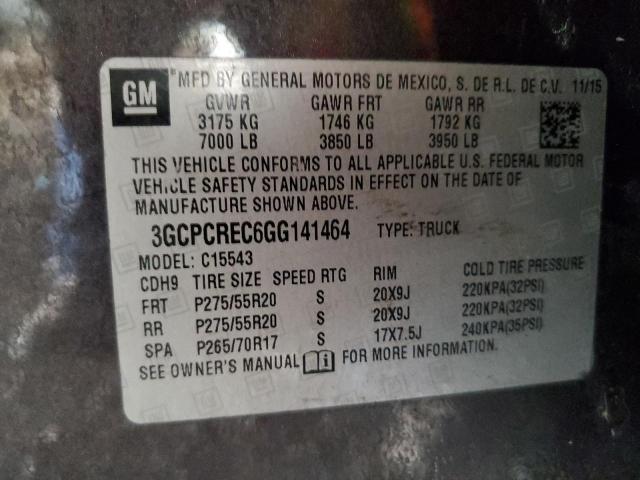 GM
*MFD BY GENERAL MOTORS DE MEXICO, S. DE R.L. DE C.V. 11/15
GVWR GAWR FRT GAWR RR
3175 KG 1746 KG 1792 KG
7000 LB 3850 LB 3950 LB
THIS VEHICLE CONFORMS TO ALL APPLICABLE U.S. FEDERAL MOTOR
VEHICLE SAFETY STANDARDS IN EFFECT ON THE DATE OF
MANUFACTURE SHOWN ABOVE.
3GCPCREC6GG141464 TYPE: TRUCK
MODEL: C15543
CDH9 TIRE SIZE SPEED RTG RIM COLD TIRE PRESSURE
FRT P275/55R20 S 20X9J 220KPA(32PSI)
RR P275/55R20 S 20X9J 220KPA(32PSI)
SPA P265/70R17 S 17X7.5J 240KPA(35PSI)
SEE OWNER'S MANUAL FOR MORE INFORMATION.